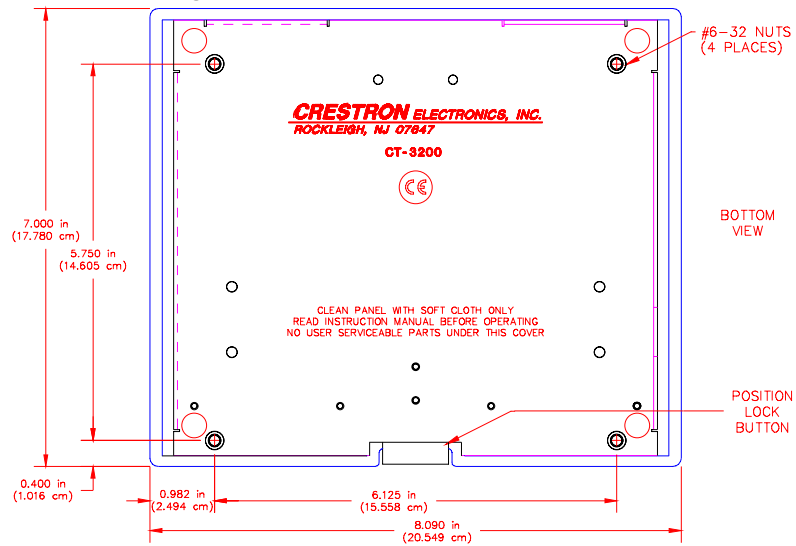 #6-32 NUTS
(4 PLACES)
CRESTRON ELECTRONICS, INC.
ROCKLEIGH, NJ 07647
CT-3200
CE
7.000 in
(17.780 cm)
5.750 in
(14.605 cm)
BOTTOM
VIEW
CLEAN PANEL WITH SOFT CLOTH ONLY
READ INSTRUCTION MANUAL BEFORE OPERATING
NO USER SERVICEABLE PARTS UNDER THIS COVER
POSITION
LOCK
BUTTON
0.400 in
(1.016 cm)
0.982 in
(2.494 cm)
6.125 in
(15.558 cm)
8.090 in
(20.549 cm)